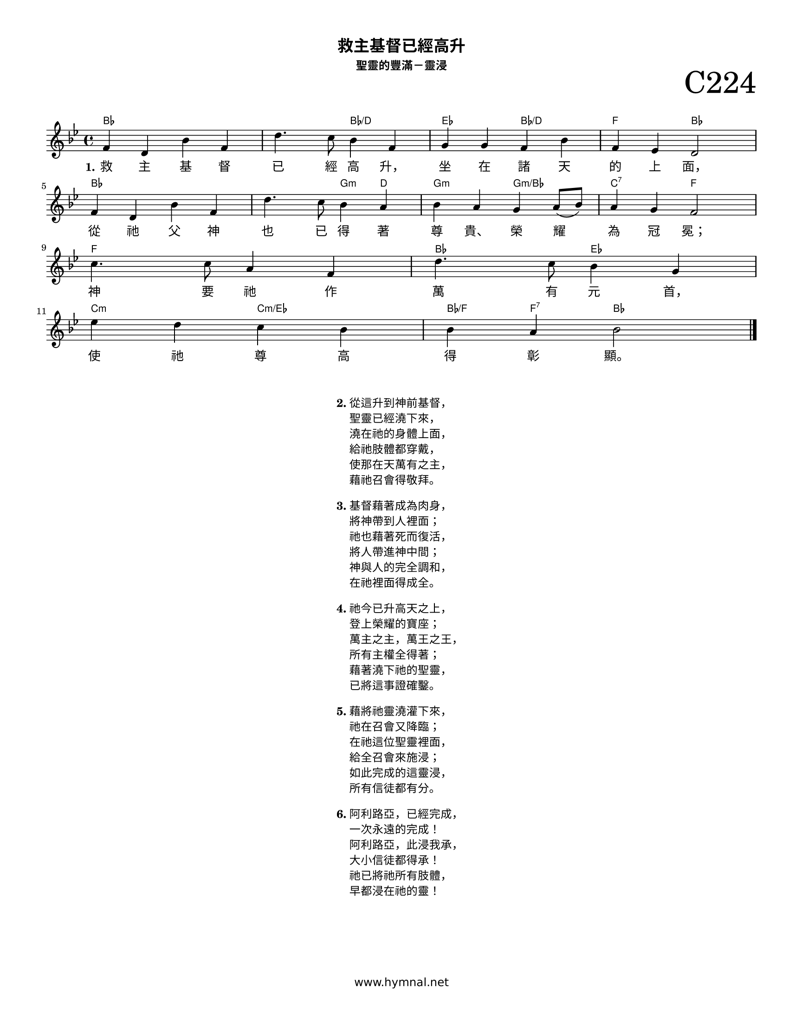 救主基督已經高升
聖靈的豐滿－靈浸
C224
B♭ B♭/D E♭ B♭/D F B♭
1. 救 主 基 督 已 經 高 升， 坐 在 諸 天 的 上 面，
5 B♭ Gm D Gm Gm/B♭ C7 F
從 祂 父 神 也 已 得 著 尊 貴、 榮 耀 為 冠 冕；
9 F B♭ E♭
神 要 祂 作 萬 有 元 首，
11 Cm Cm/E♭ B♭/F F7 B♭
使 祂 尊 高 得 彰 顯。
2. 從這升到神前基督，
聖靈已經澆下來，
澆在祂的身體上面，
給祂肢體都穿戴，
使那在天萬有之主，
藉祂召會得敬拜。
3. 基督藉著成為肉身，
將神帶到人裡面；
祂也藉著死而復活，
將人帶進神中間；
神與人的完全調和，
在祂裡面得成全。
4. 祂今已升高天之上，
登上榮耀的寶座；
萬主之主，萬王之王，
所有主權全得著；
藉著澆下祂的聖靈，
已將這事證確鑿。
5. 藉將祂靈澆灌下來，
祂在召會又降臨；
在祂這位聖靈裡面，
給全召會來施浸；
如此完成的這靈浸，
所有信徒都有分。
6. 阿利路亞，已經完成，
一次永遠的完成！
阿利路亞，此浸我承，
大小信徒都得承！
祂已將祂所有肢體，
早都浸在祂的靈！
www.hymnal.net